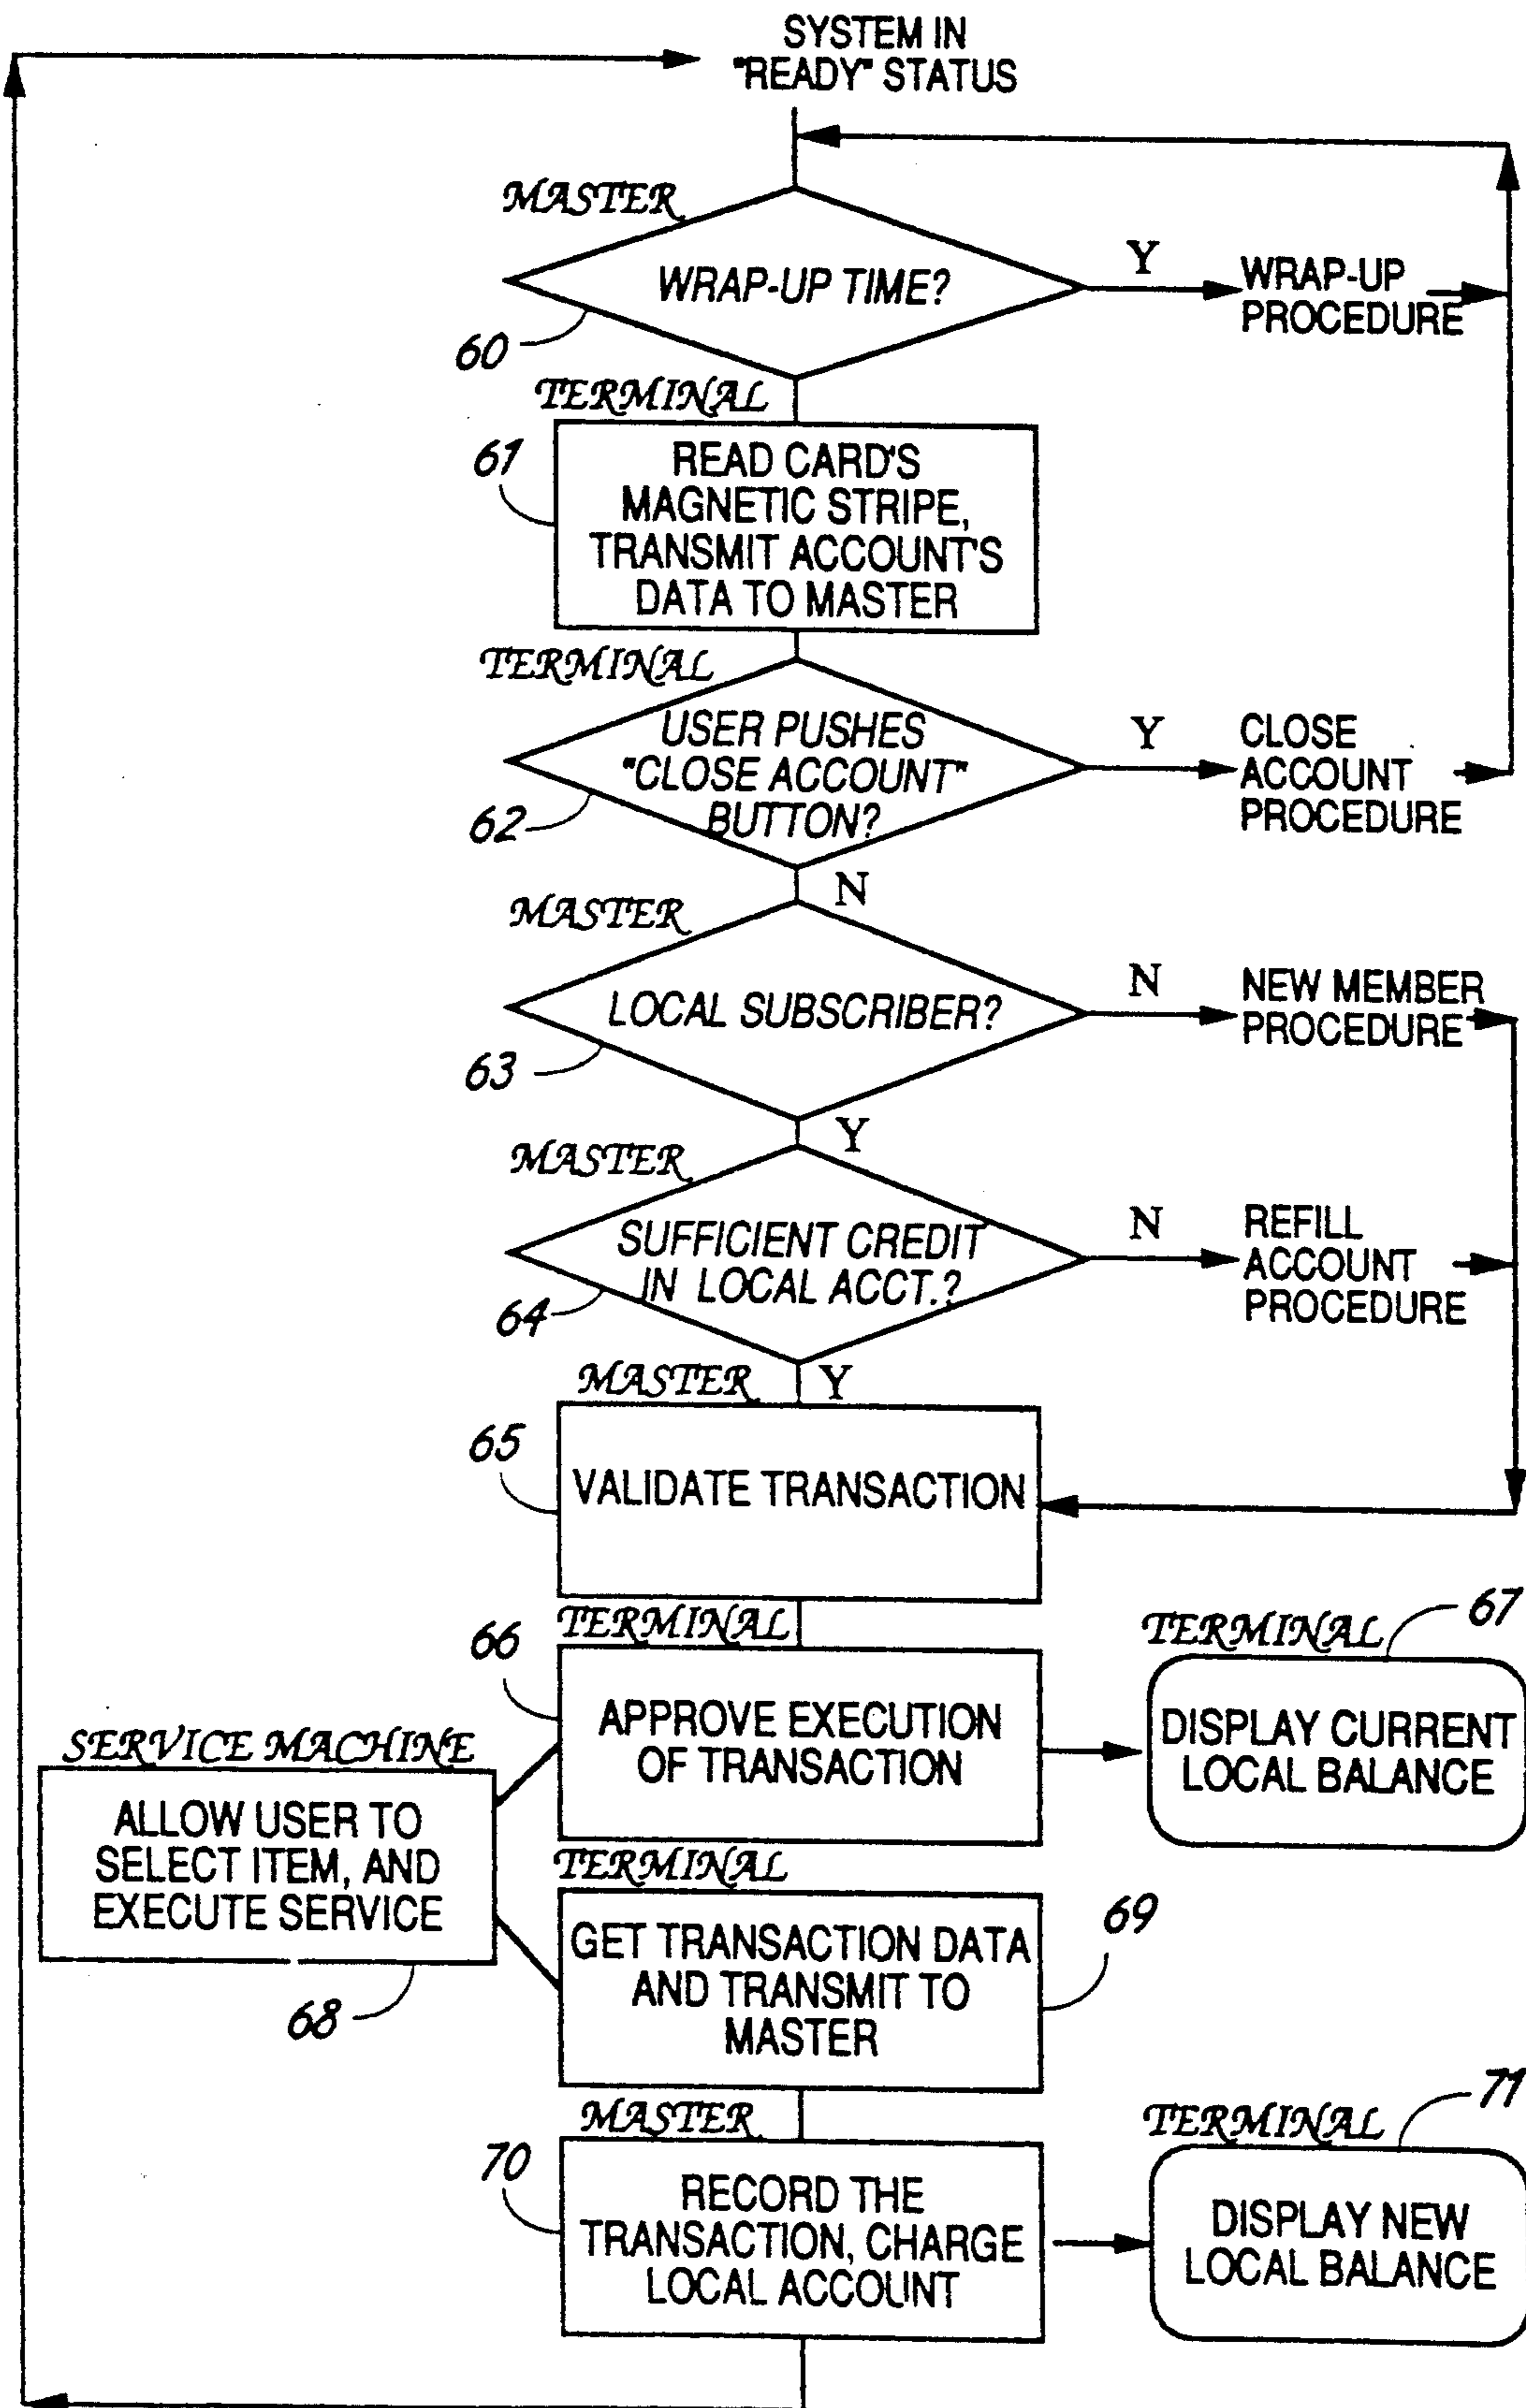 SYSTEM IN
"READY" STATUS
MASTER
WRAP-UP TIME?
60
Y
WRAP-UP
PROCEDURE
TERMINAL
61
READ CARD'S
MAGNETIC STRIPE,
TRANSMIT ACCOUNT'S
DATA TO MASTER
TERMINAL
USER PUSHES
"CLOSE ACCOUNT"
BUTTON?
62
Y
CLOSE
ACCOUNT
PROCEDURE
N
MASTER
LOCAL SUBSCRIBER?
63
N
NEW MEMBER
PROCEDURE
Y
MASTER
SUFFICIENT CREDIT
IN LOCAL ACCT.?
64
N
REFILL
ACCOUNT
PROCEDURE
Y
MASTER
65
VALIDATE TRANSACTION
TERMINAL
66
APPROVE EXECUTION
OF TRANSACTION
TERMINAL
67
DISPLAY CURRENT
LOCAL BALANCE
SERVICE MACHINE
ALLOW USER TO
SELECT ITEM, AND
EXECUTE SERVICE
68
TERMINAL
GET TRANSACTION DATA
AND TRANSMIT TO
MASTER
69
MASTER
70
RECORD THE
TRANSACTION, CHARGE
LOCAL ACCOUNT
TERMINAL
71
DISPLAY NEW
LOCAL BALANCE